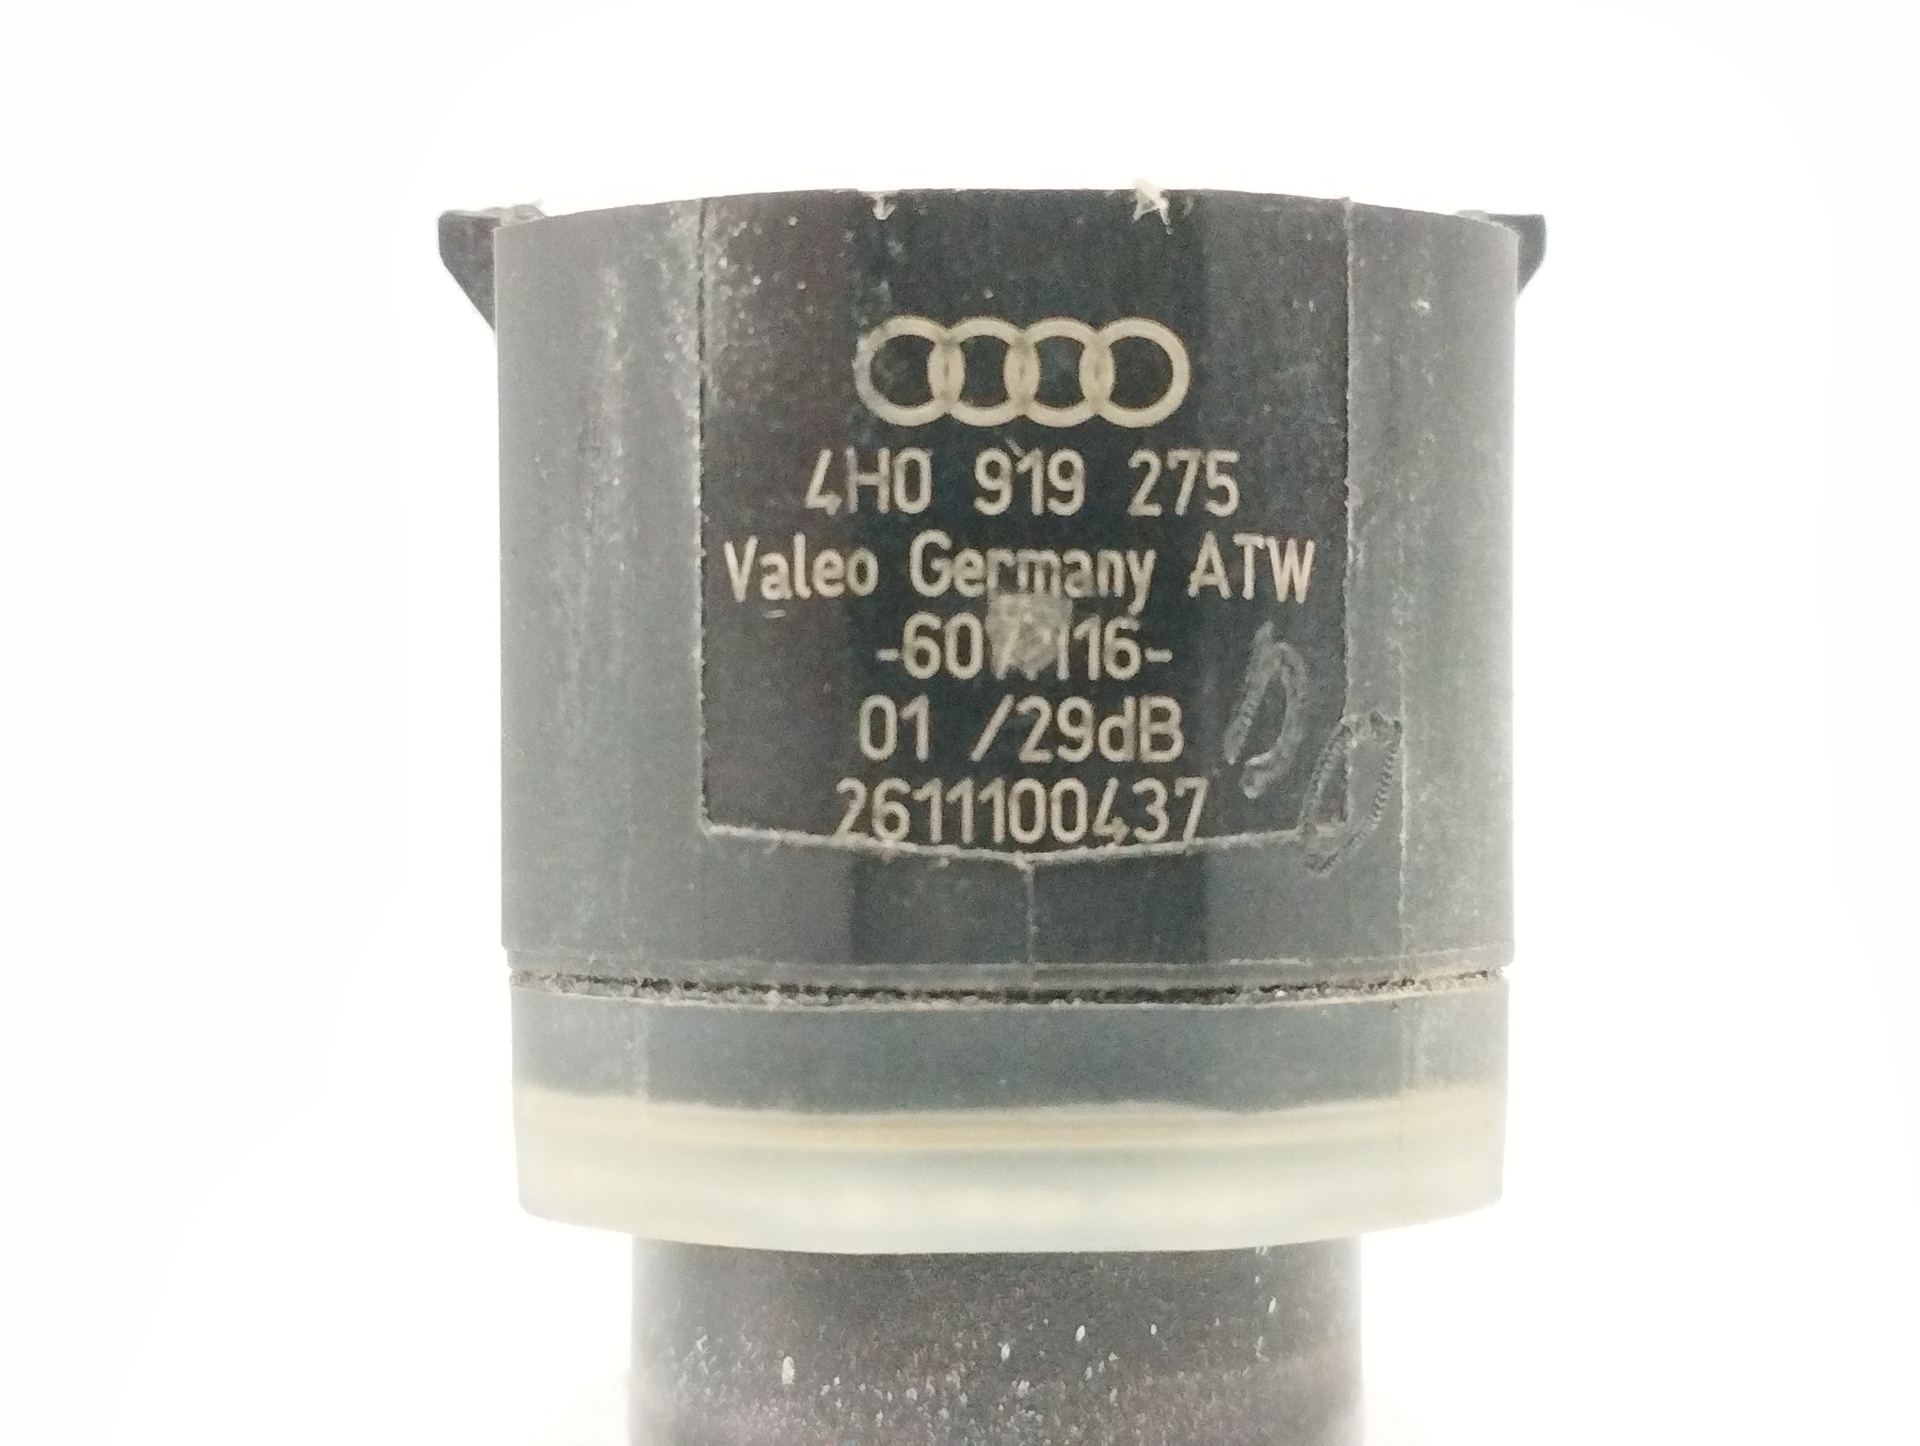 4H0 919 275
Valeo Germany ATW
01 /29dB
2611100437